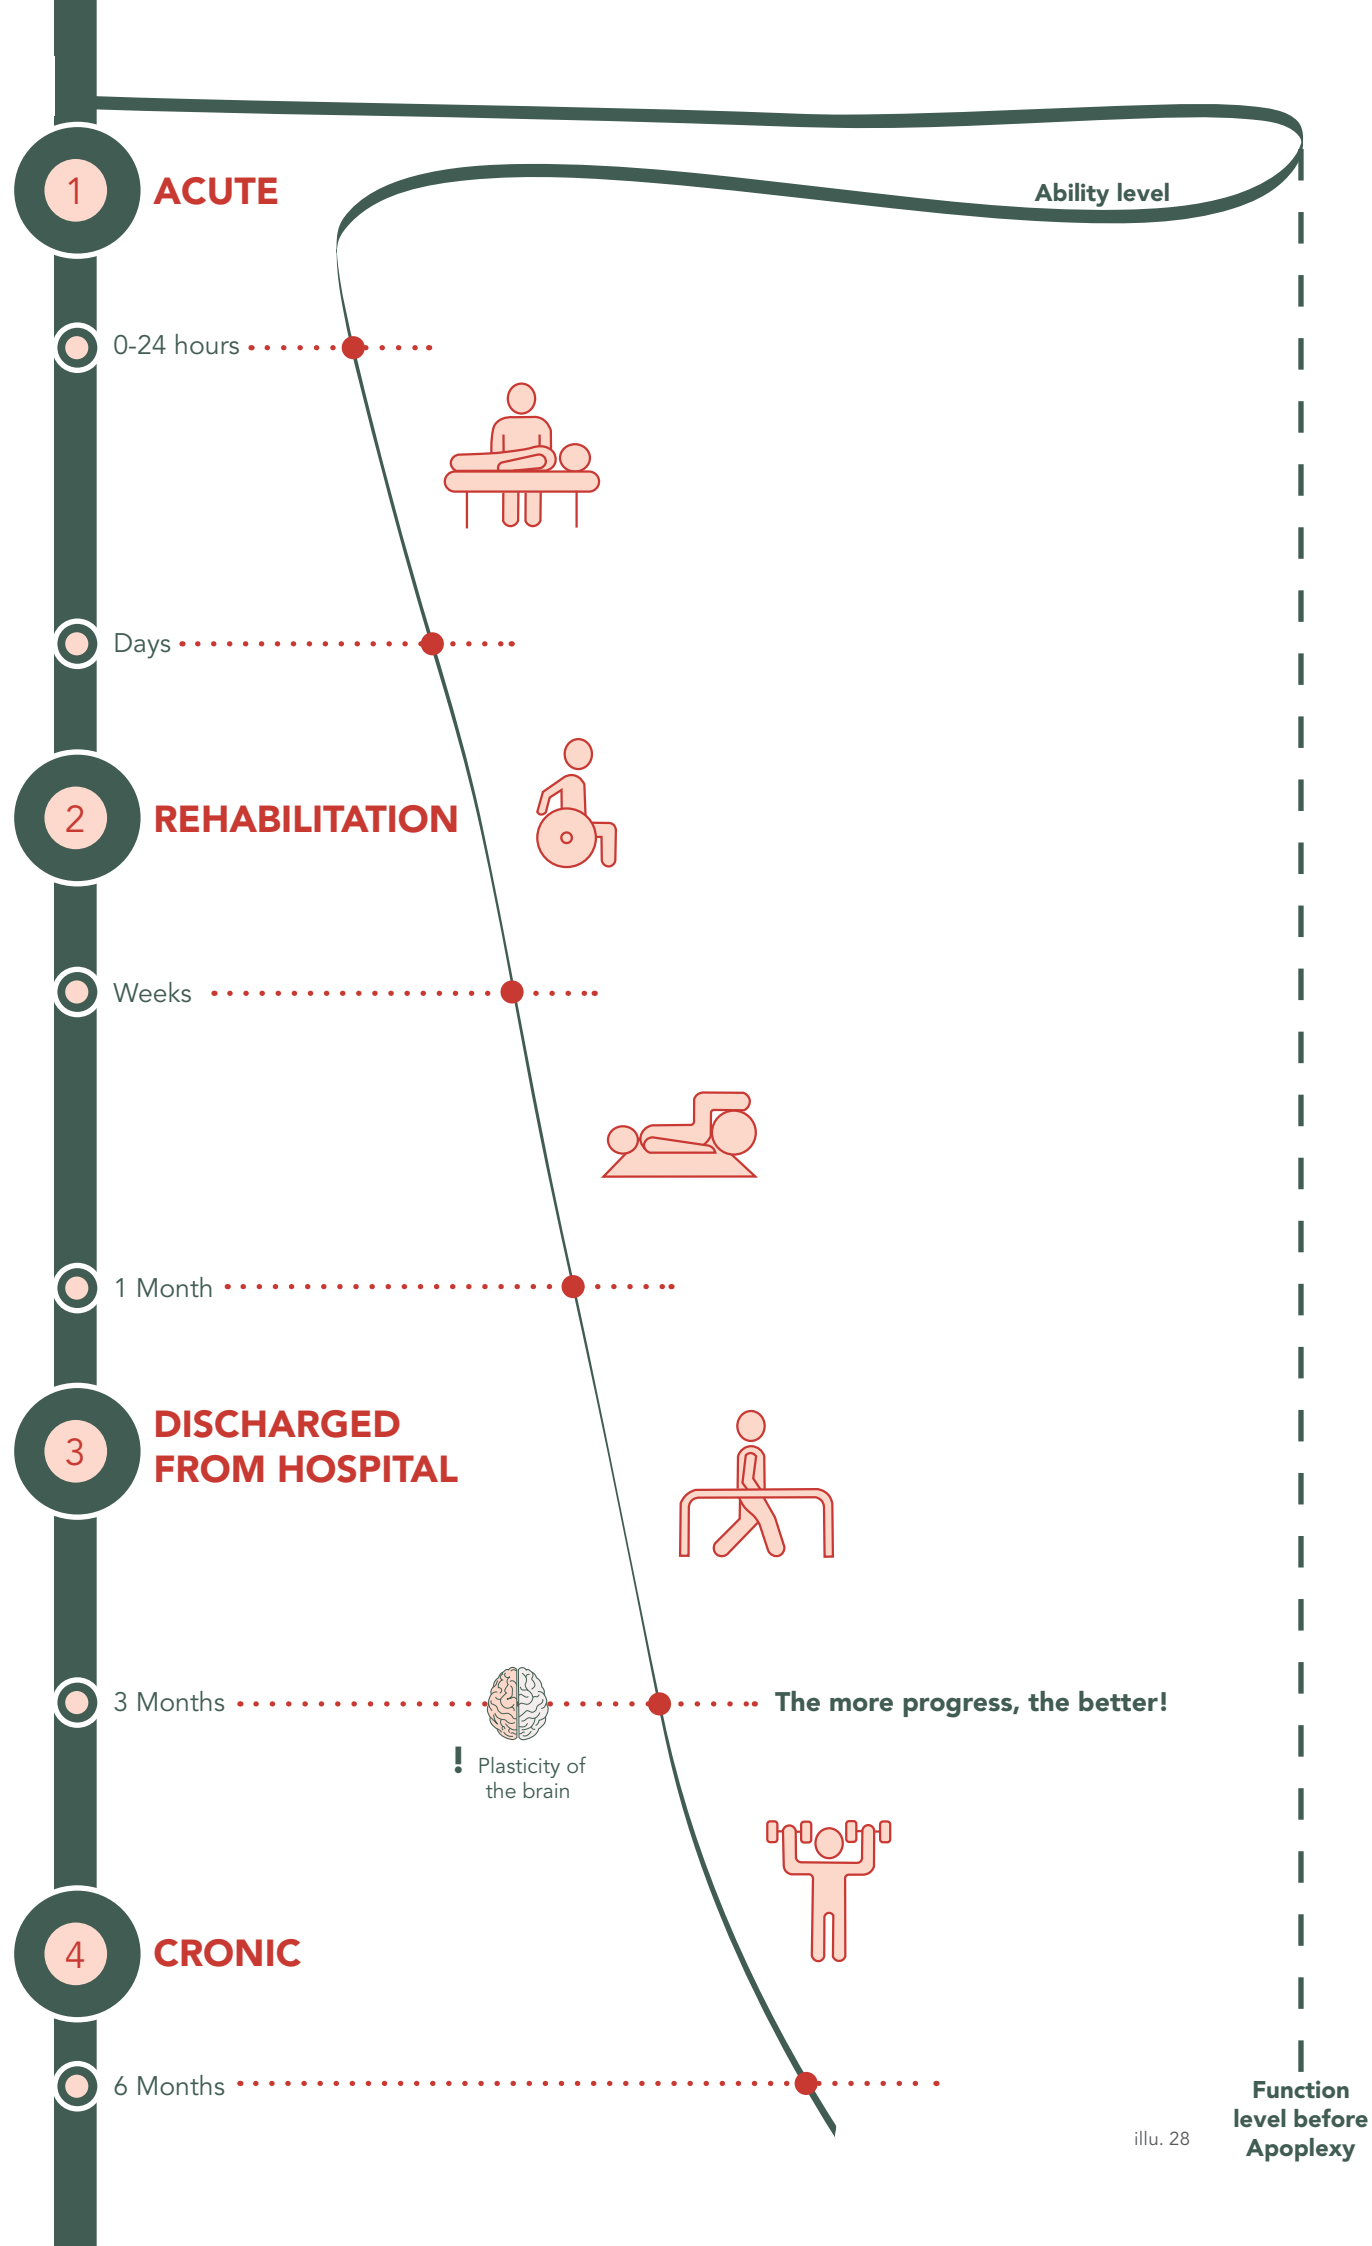 1
ACUTE
Ability level
0-24 hours
Days
2
REHABILITATION
Weeks
1 Month
3
DISCHARGED
FROM HOSPITAL
3 Months
The more progress, the better!
! Plasticity of
the brain
4
CRONIC
6 Months
Function
level before
Apoplexy
illu. 28